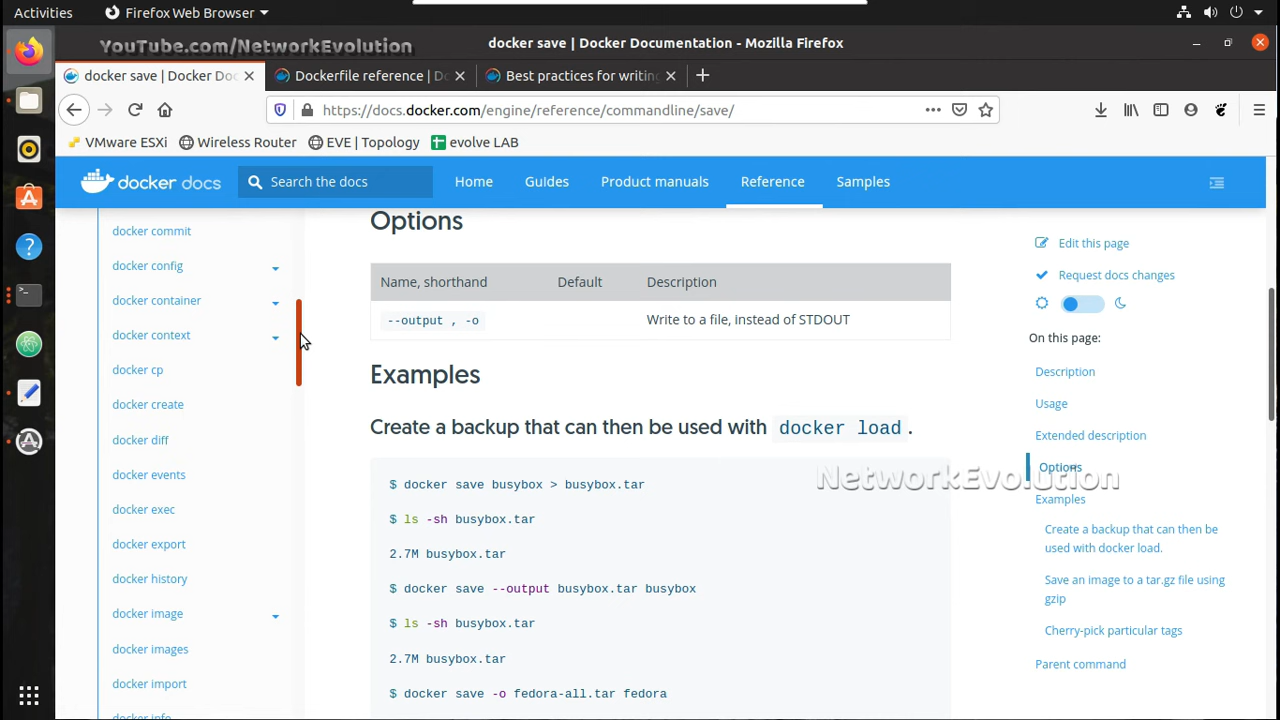 Activities
Firefox Web Browser
YouTube.com/NetworkEvolution
docker save | Docker Documentation - Mozilla Firefox
docker save | Docker Doc
Dockerfile reference | Do
Best practices for writing
https://docs.docker.com/engine/reference/commandline/save/
VMware ESXi
Wireless Router
EVE | Topology
evolve LAB
docker docs
Search the docs
Home
Guides
Product manuals
Reference
Samples
docker commit
docker config
docker container
docker context
docker cp
docker create
docker diff
docker events
docker exec
docker export
docker history
docker image
docker images
docker import
docker info
Options
Name, shorthand Default Description
--output , -o Write to a file, instead of STDOUT
Examples
Create a backup that can then be used with docker load.
$ docker save busybox > busybox.tar
$ ls -sh busybox.tar
2.7M busybox.tar
$ docker save --output busybox.tar busybox
$ ls -sh busybox.tar
2.7M busybox.tar
$ docker save -o fedora-all.tar fedora
Edit this page
Request docs changes
On this page:
Description
Usage
Extended description
Options
NetworkEvolution
Examples
Create a backup that can then be
used with docker load.
Save an image to a tar.gz file using
gzip
Cherry-pick particular tags
Parent command